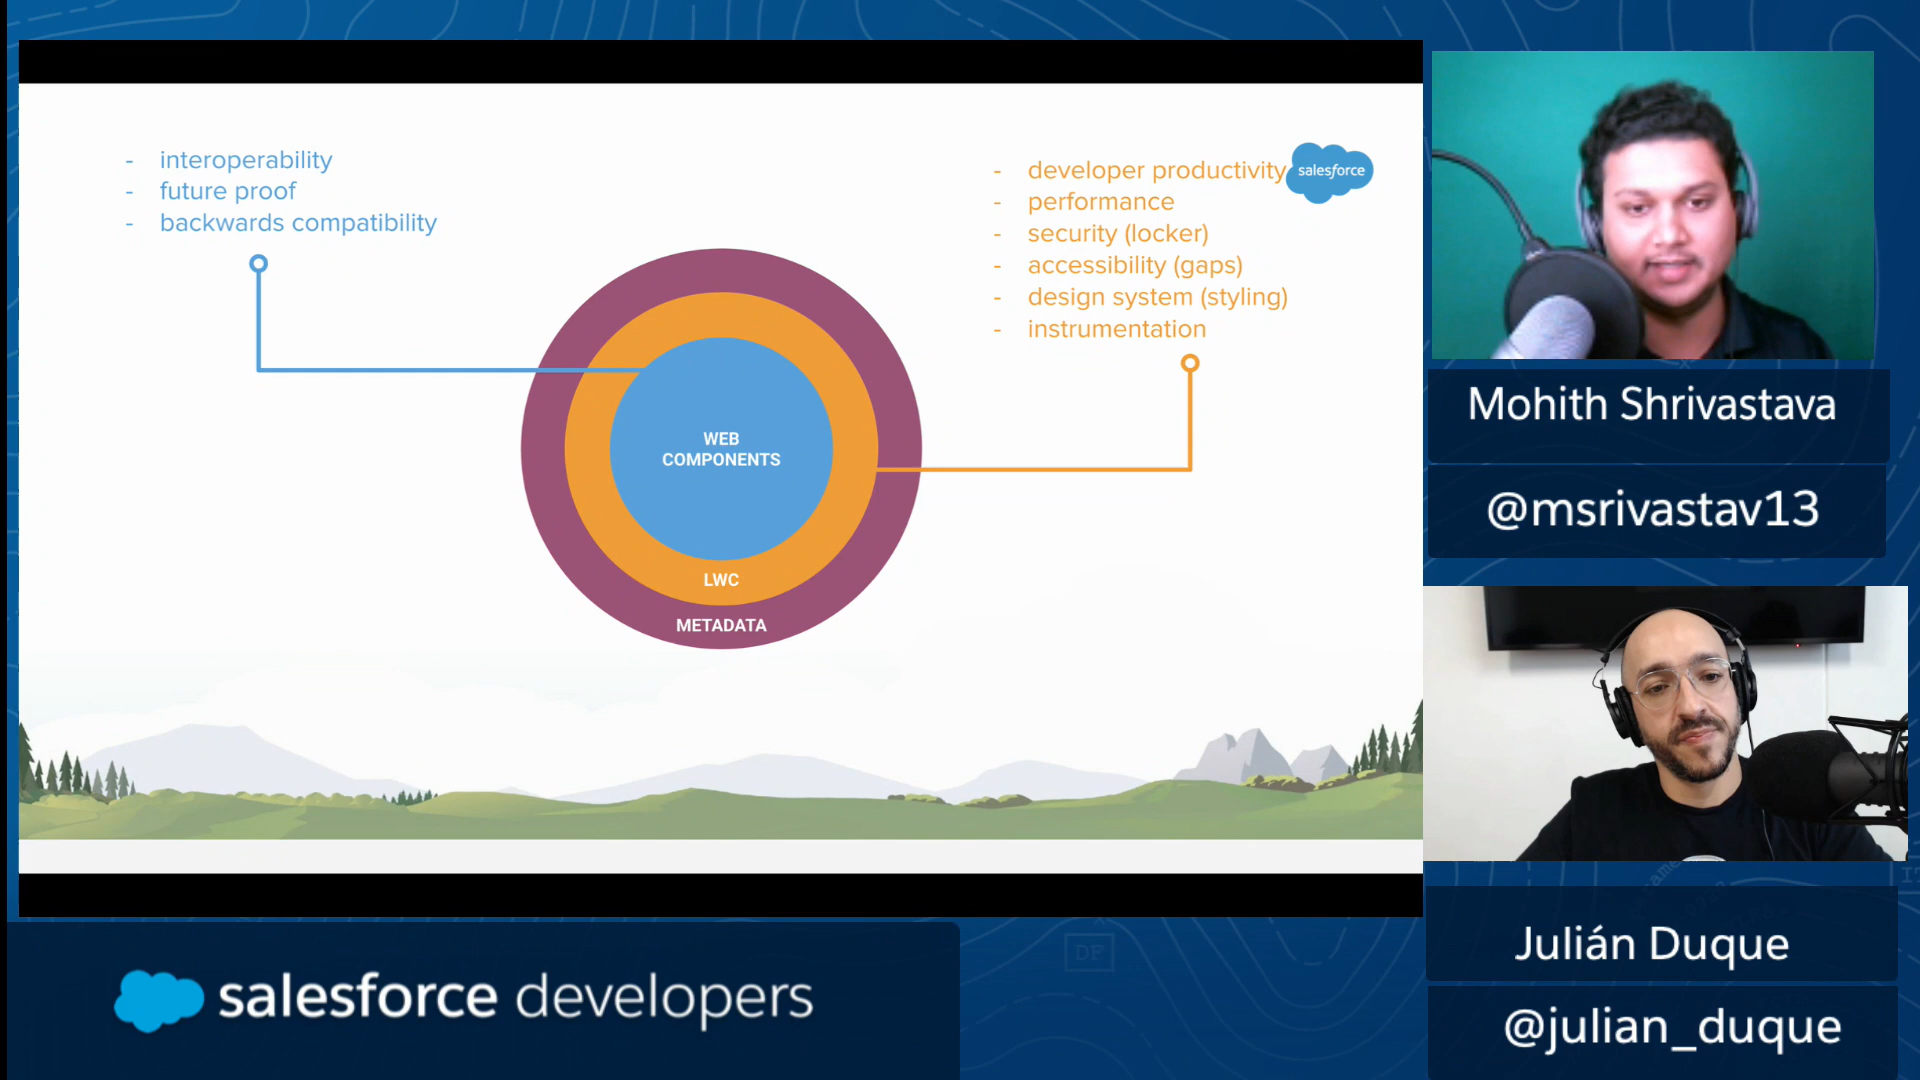 - interoperability
- future proof
- backwards compatibility
- developer productivity
- performance
- security (locker)
- accessibility (gaps)
- design system (styling)
- instrumentation
salesforce
WEB
COMPONENTS
LWC
METADATA
Mohith Shrivastava
@msrivastav13
Julián Duque
@julian_duque
salesforce developers
DF